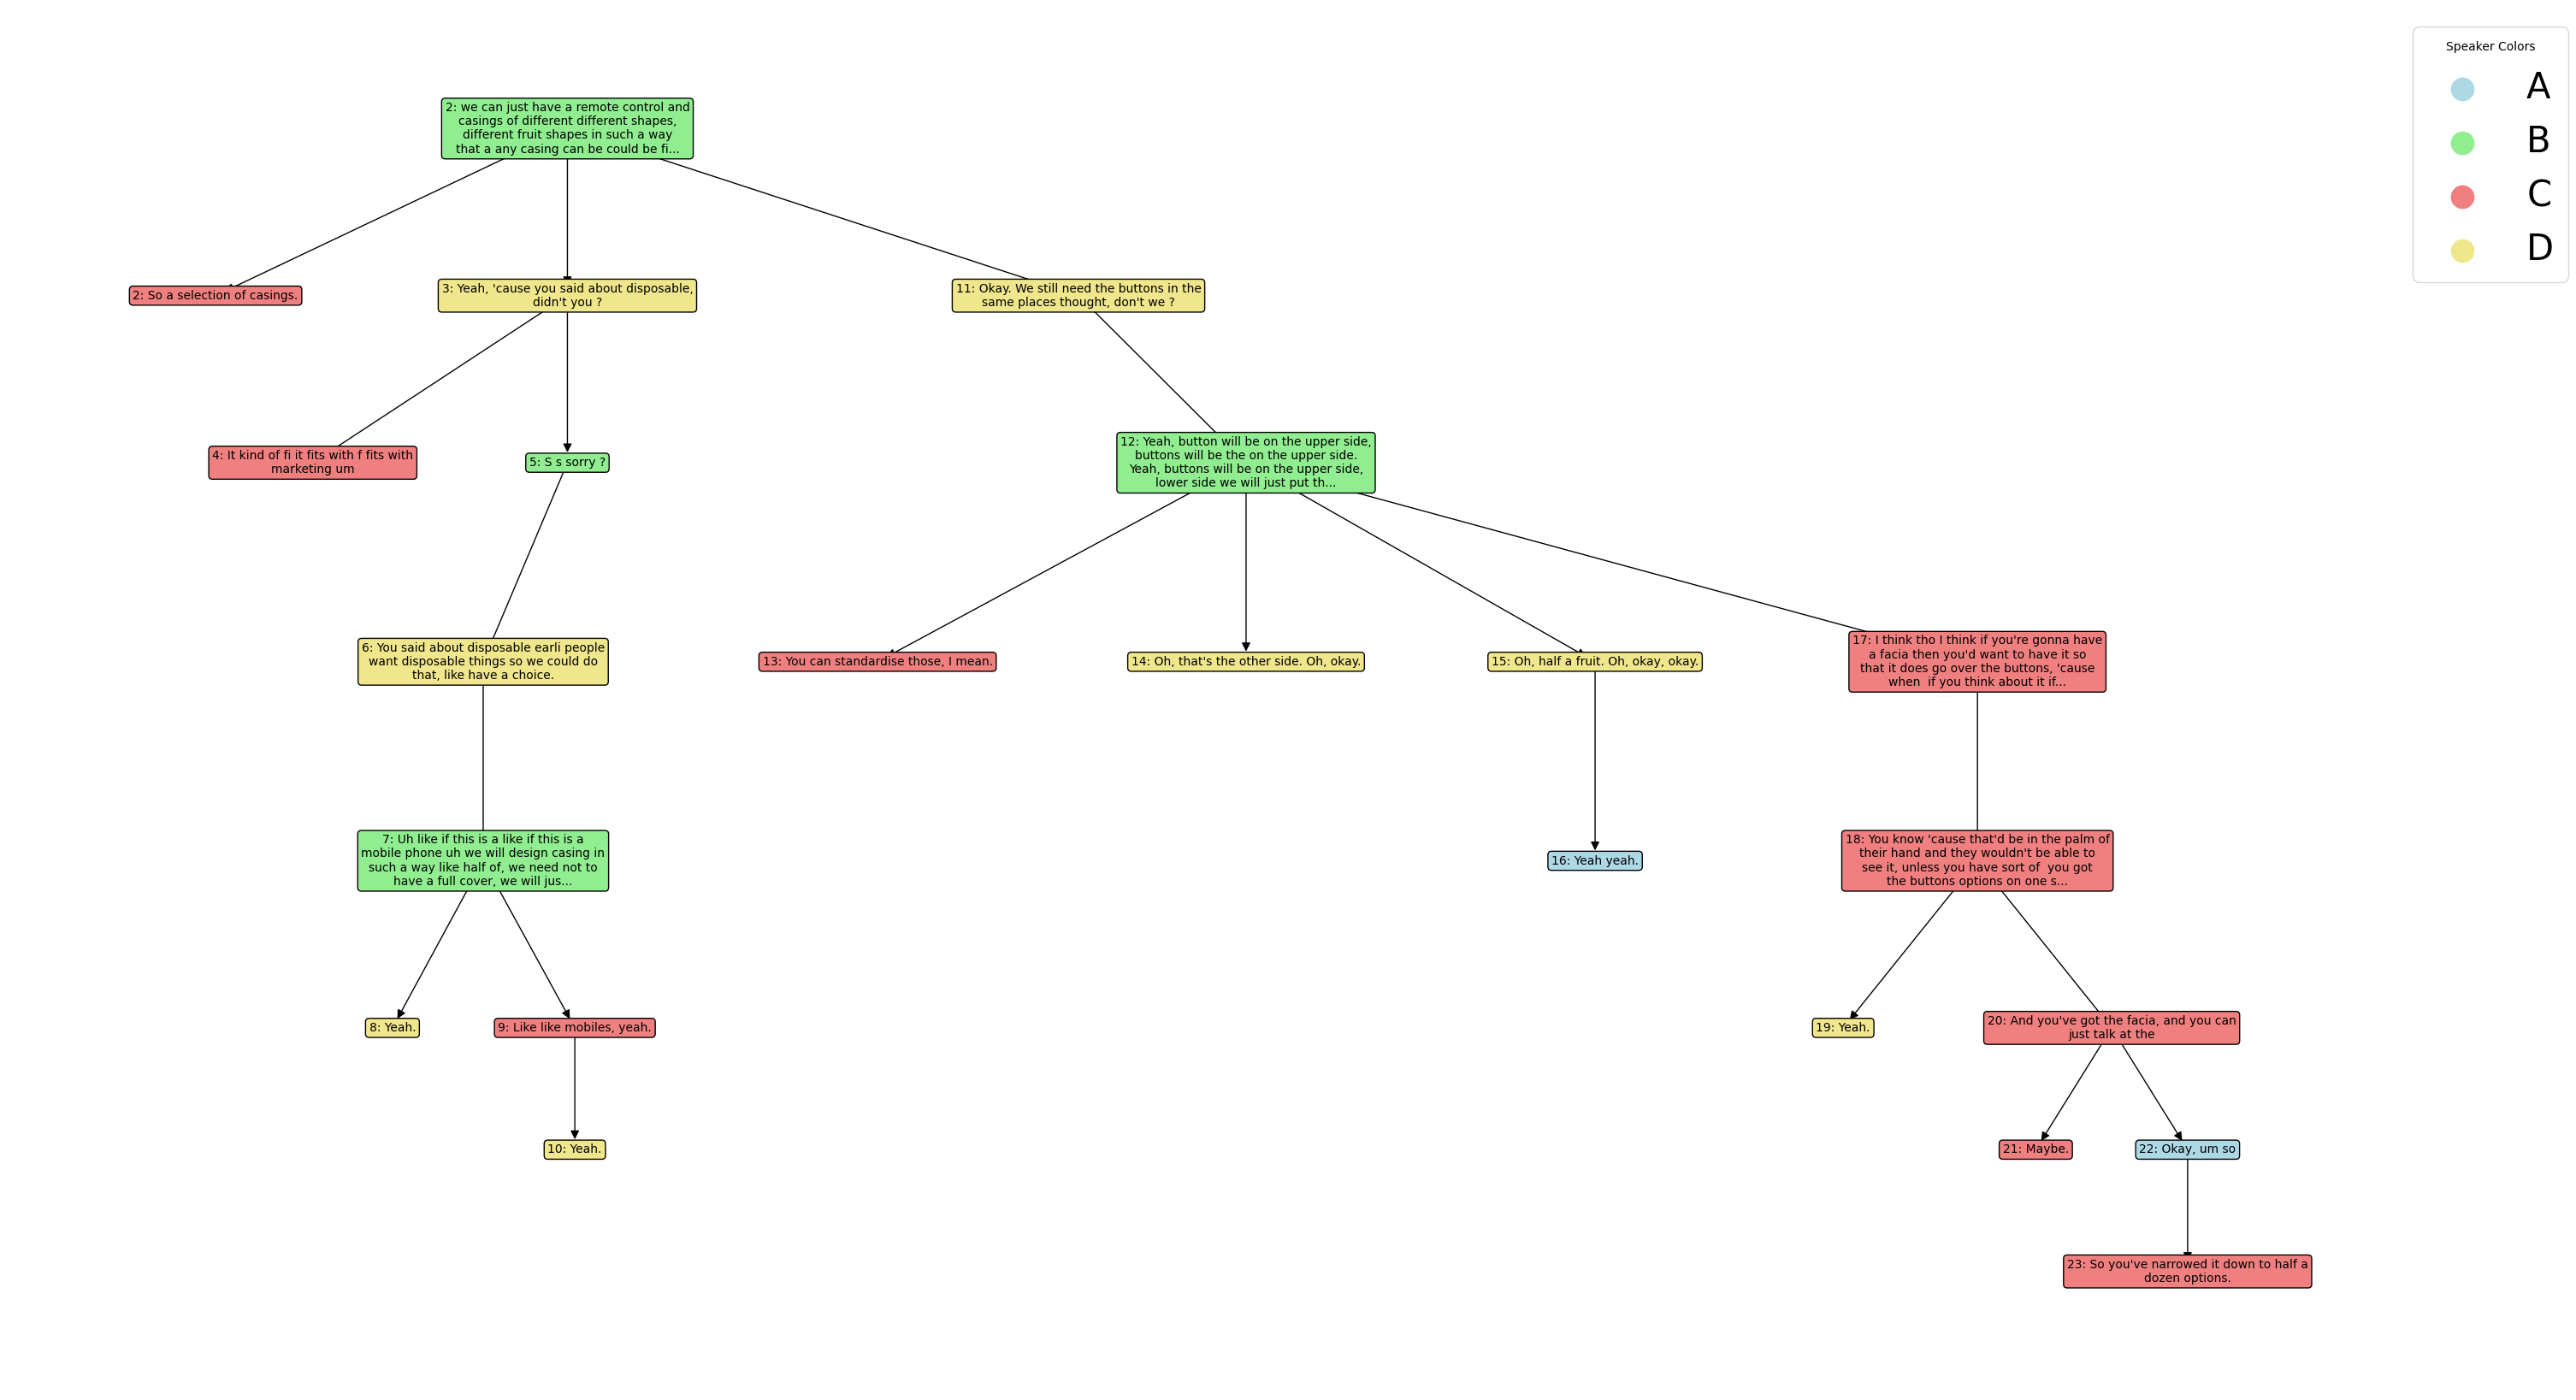 Speaker Colors
A
B
C
D
2: we can just have a remote control and
casings of different different shapes,
different fruit shapes in such a way
that a any casing can be could be fi...
2: So a selection of casings.
3: Yeah, 'cause you said about disposable,
didn't you ?
11: Okay. We still need the buttons in the
same places thought, don't we ?
4: It kind of fi it fits with f fits with
marketing um
5: S s sorry ?
12: Yeah, button will be on the upper side,
buttons will be the on the upper side.
Yeah, buttons will be on the upper side,
lower side we will just put th...
6: You said about disposable earli people
want disposable things so we could do
that, like have a choice.
13: You can standardise those, I mean.
14: Oh, that's the other side. Oh, okay.
15: Oh, half a fruit. Oh, okay, okay.
17: I think tho I think if you're gonna have
a facia then you'd want to have it so
that it does go over the buttons, 'cause
when  if you think about it if...
7: Uh like if this is a like if this is a
mobile phone uh we will design casing in
such a way like half of, we need not to
have a full cover, we will jus...
16: Yeah yeah.
18: You know 'cause that'd be in the palm of
their hand and they wouldn't be able to
see it, unless you have sort of  you got
the buttons options on one s...
8: Yeah.
9: Like like mobiles, yeah.
19: Yeah.
20: And you've got the facia, and you can
just talk at the
10: Yeah.
21: Maybe.
22: Okay, um so
23: So you've narrowed it down to half a
dozen options.